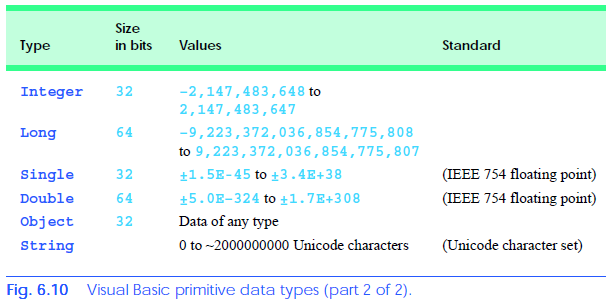 Size
Type in bits Values Standard
Integer 32 −2,147,483,648 to
2,147,483,647
Long 64 −9,223,372,036,854,775,808
to 9,223,372,036,854,775,807
Single 32 ±1.5E-45 to ±3.4E+38 (IEEE 754 floating point)
Double 64 ±5.0E-324 to ±1.7E+308 (IEEE 754 floating point)
Object 32 Data of any type
String 0 to ~2000000000 Unicode characters (Unicode character set)
Fig. 6.10 Visual Basic primitive data types (part 2 of 2).